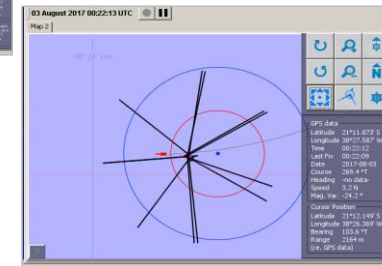 03 August 2017 00:22:13 UTC
Map 2
GPS data
Latitude 21°11.873' S
Longitude 38°27.587' W
Time 00:22:12
Last Fix 00:22:09
Date 2017-08-03
Course 269.4 °T
Heading -no data-
Speed 3.2 N
Mag. Var. -24.2 °
Cursor Position
Latitude 21°12.149' S
Longitude 38°26.369' W
Bearing 103.6 °T
Range 2164 m
(re. GPS data)